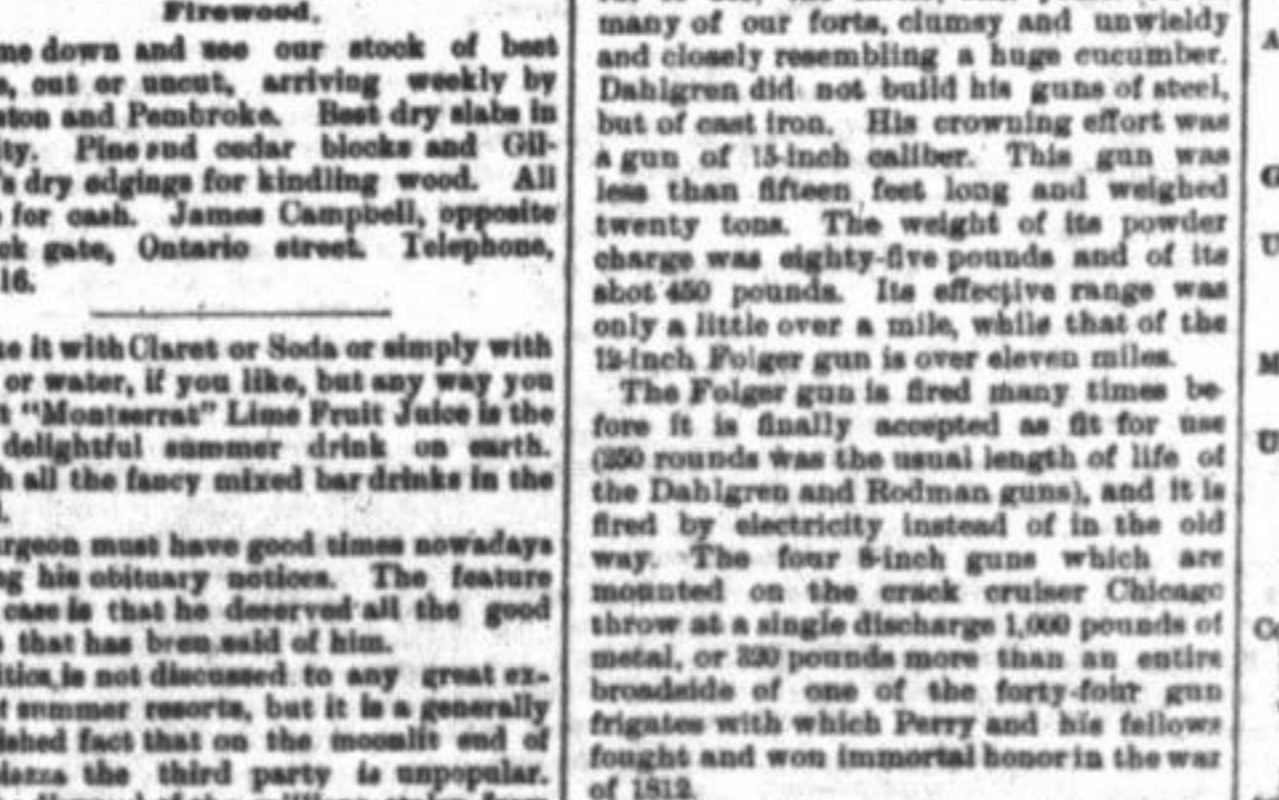 Firewood.
me down and see our stock of best
, out or uncut, arriving weekly by
ston and Pembroke. Best dry slabs in
ity. Pine and cedar blocks and Gil-
's dry edgings for kindling wood. All
for cash. James Campbell, opposite
ck gate, Ontario street. Telephone,
16.
e it with Claret or Soda or simply with
or water, if you like, but any way you
t "Montserrat" Lime Fruit Juice is the
delightful summer drink on earth.
h all the fancy mixed bar drinks in the
rgeon must have good times nowadays
ng his obituary notices. The feature
case is that he deserved all the good
that has been said of him.
itics is not discussed to any great ex-
t summer resorts, but it is a generally
ished fact that on the moonlit end of
iazza the third party is unpopular.
many of our forts, clumsy and unwieldy
and closely resembling a huge cucumber.
Dahlgren did not build his guns of steel,
but of cast iron. His crowning effort was
a gun of 15-inch caliber. This gun was
less than fifteen feet long and weighed
twenty tons. The weight of its powder
charge was eighty-five pounds and of its
shot 450 pounds. Its effective range was
only a little over a mile, while that of the
12-inch Folger gun is over eleven miles.
The Folger gun is fired many times be-
fore it is finally accepted as fit for use
(250 rounds was the usual length of life of
the Dahlgren and Rodman guns), and it is
fired by electricity instead of in the old
way. The four 8-inch guns which are
mounted on the crack cruiser Chicago
throw at a single discharge 1,000 pounds of
metal, or 320 pounds more than an entire
broadside of one of the forty-four gun
frigates with which Perry and his fellows
fought and won immortal honor in the war
of 1812.
A
G
U
M
U
Co